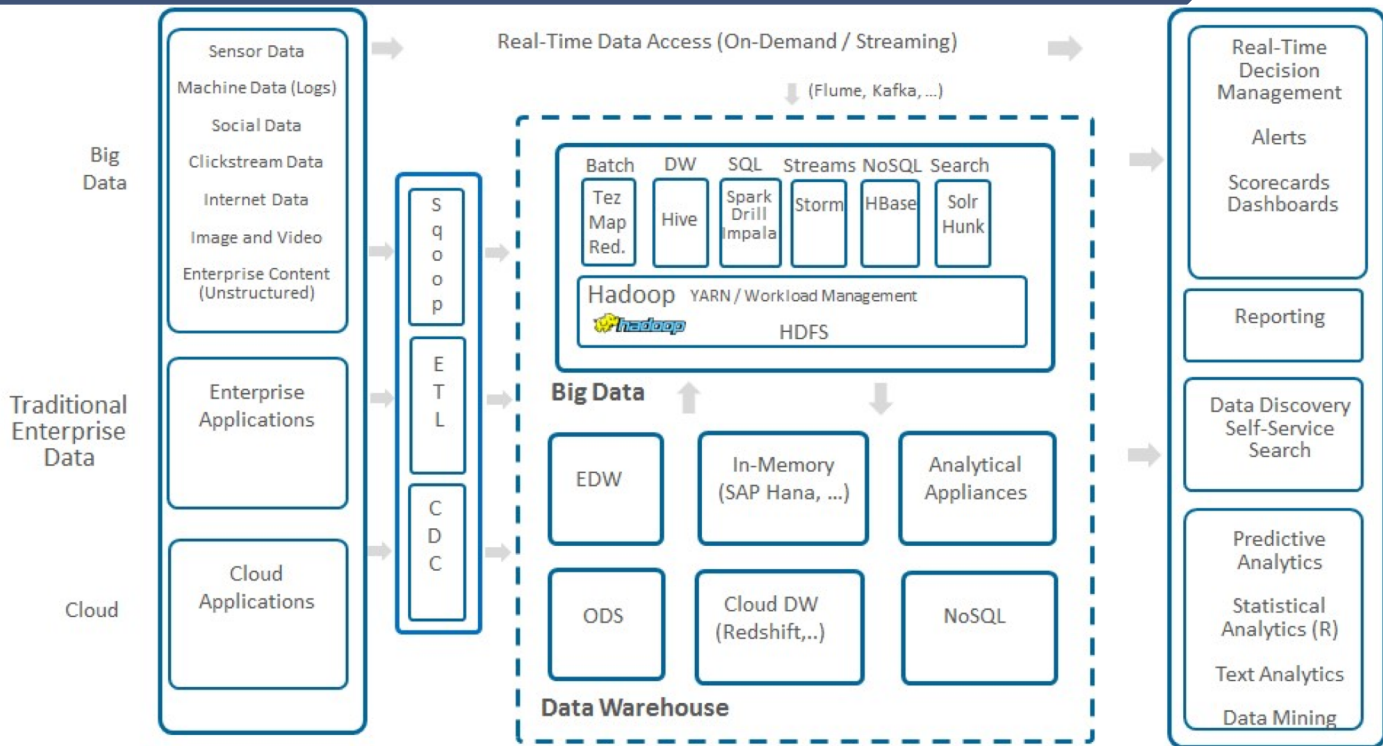 Big
Data
Traditional
Enterprise
Data
Cloud
Sensor Data
Machine Data (Logs)
Social Data
Clickstream Data
Internet Data
Image and Video
Enterprise Content
(Unstructured)
Enterprise
Applications
Cloud
Applications
Sqoop
ETL
CDC
Real-Time Data Access (On-Demand / Streaming)
(Flume, Kafka, ...)
Batch
DW
SQL
Streams
NoSQL
Search
Tez
Map
Red.
Hive
Spark
Drill
Impala
Storm
HBase
Solr
Hunk
Hadoop YARN / Workload Management
hadoop
HDFS
Big Data
EDW
In-Memory
(SAP Hana, ...)
Analytical
Appliances
ODS
Cloud DW
(Redshift,..)
NoSQL
Data Warehouse
Real-Time
Decision
Management
Alerts
Scorecards
Dashboards
Reporting
Data Discovery
Self-Service
Search
Predictive
Analytics
Statistical
Analytics (R)
Text Analytics
Data Mining